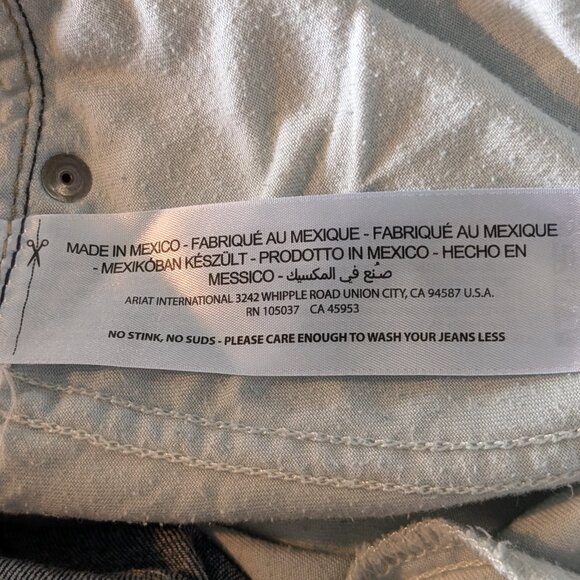 MADE IN MEXICO - FABRIQUÉ AU MEXIQUE - FABRIQUÉ AU MEXIQUE
- MEXIKÓBAN KÉSZÜLT - PRODOTTO IN MEXICO - HECHO EN
MESSICO - صُنع في المكسيك
ARIAT INTERNATIONAL 3242 WHIPPLE ROAD UNION CITY, CA 94587 U.S.A.
RN 105037 CA 45953
NO STINK, NO SUDS - PLEASE CARE ENOUGH TO WASH YOUR JEANS LESS